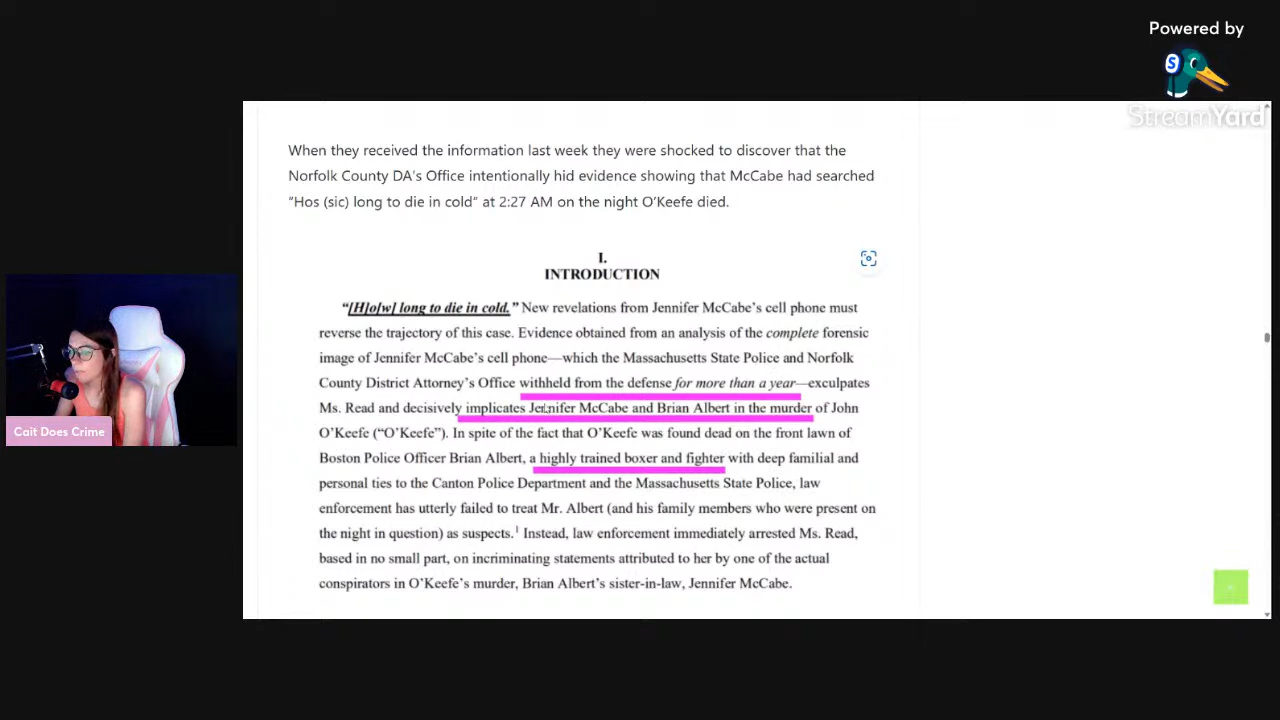 Powered by
StreamYard
When they received the information last week they were shocked to discover that the
Norfolk County DA's Office intentionally hid evidence showing that McCabe had searched
"Hos (sic) long to die in cold" at 2:27 AM on the night O'Keefe died.
I.
INTRODUCTION
"[H]o[w] long to die in cold." New revelations from Jennifer McCabe's cell phone must
reverse the trajectory of this case. Evidence obtained from an analysis of the complete forensic
image of Jennifer McCabe's cell phone—which the Massachusetts State Police and Norfolk
County District Attorney's Office withheld from the defense for more than a year—exculpates
Ms. Read and decisively implicates Jennifer McCabe and Brian Albert in the murder of John
O'Keefe ("O'Keefe"). In spite of the fact that O'Keefe was found dead on the front lawn of
Boston Police Officer Brian Albert, a highly trained boxer and fighter with deep familial and
personal ties to the Canton Police Department and the Massachusetts State Police, law
enforcement has utterly failed to treat Mr. Albert (and his family members who were present on
the night in question) as suspects.1 Instead, law enforcement immediately arrested Ms. Read,
based in no small part, on incriminating statements attributed to her by one of the actual
conspirators in O'Keefe's murder, Brian Albert's sister-in-law, Jennifer McCabe.
Cait Does Crime